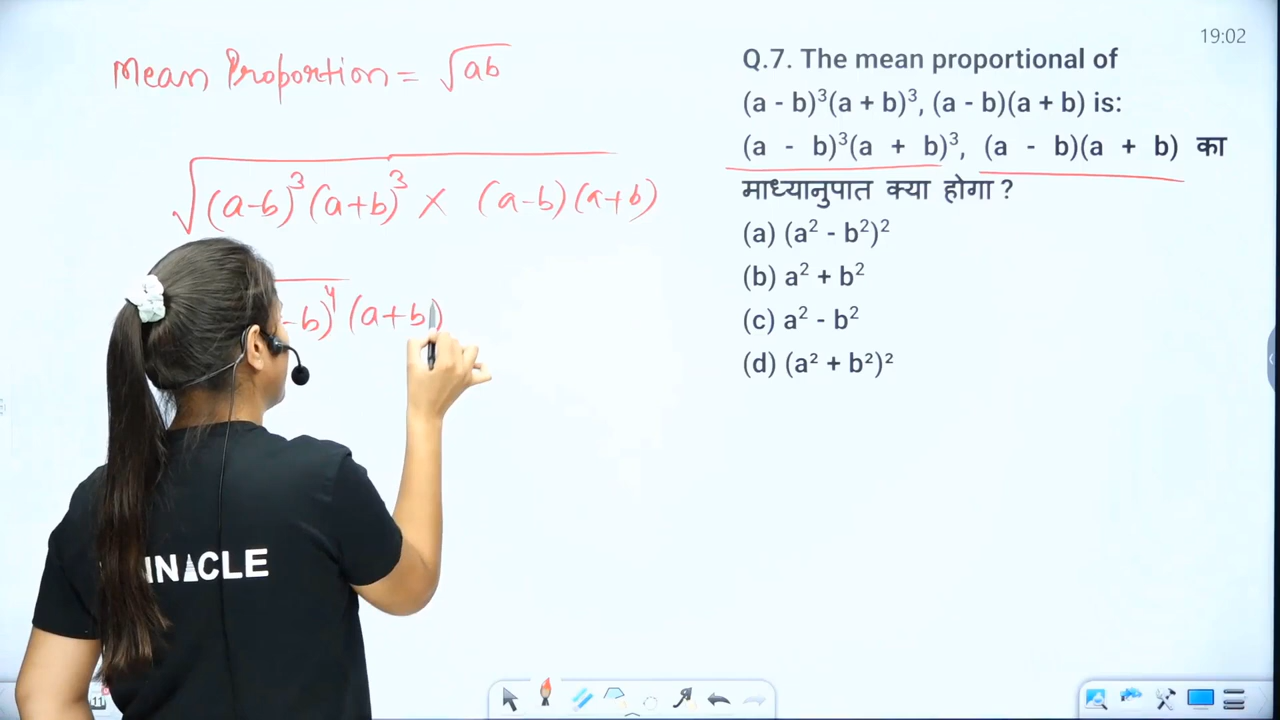 19:02
Mean Proportion = √ab
√(a-b)³(a+b)³ × (a-b)(a+b)
-b)⁴(a+b)
Q.7. The mean proportional of
(a - b)³(a + b)³, (a - b)(a + b) is:
(a - b)³(a + b)³, (a - b)(a + b) का
माध्यानुपात क्या होगा ?
(a) (a² - b²)²
(b) a² + b²
(c) a² - b²
(d) (a² + b²)²
NNACLE